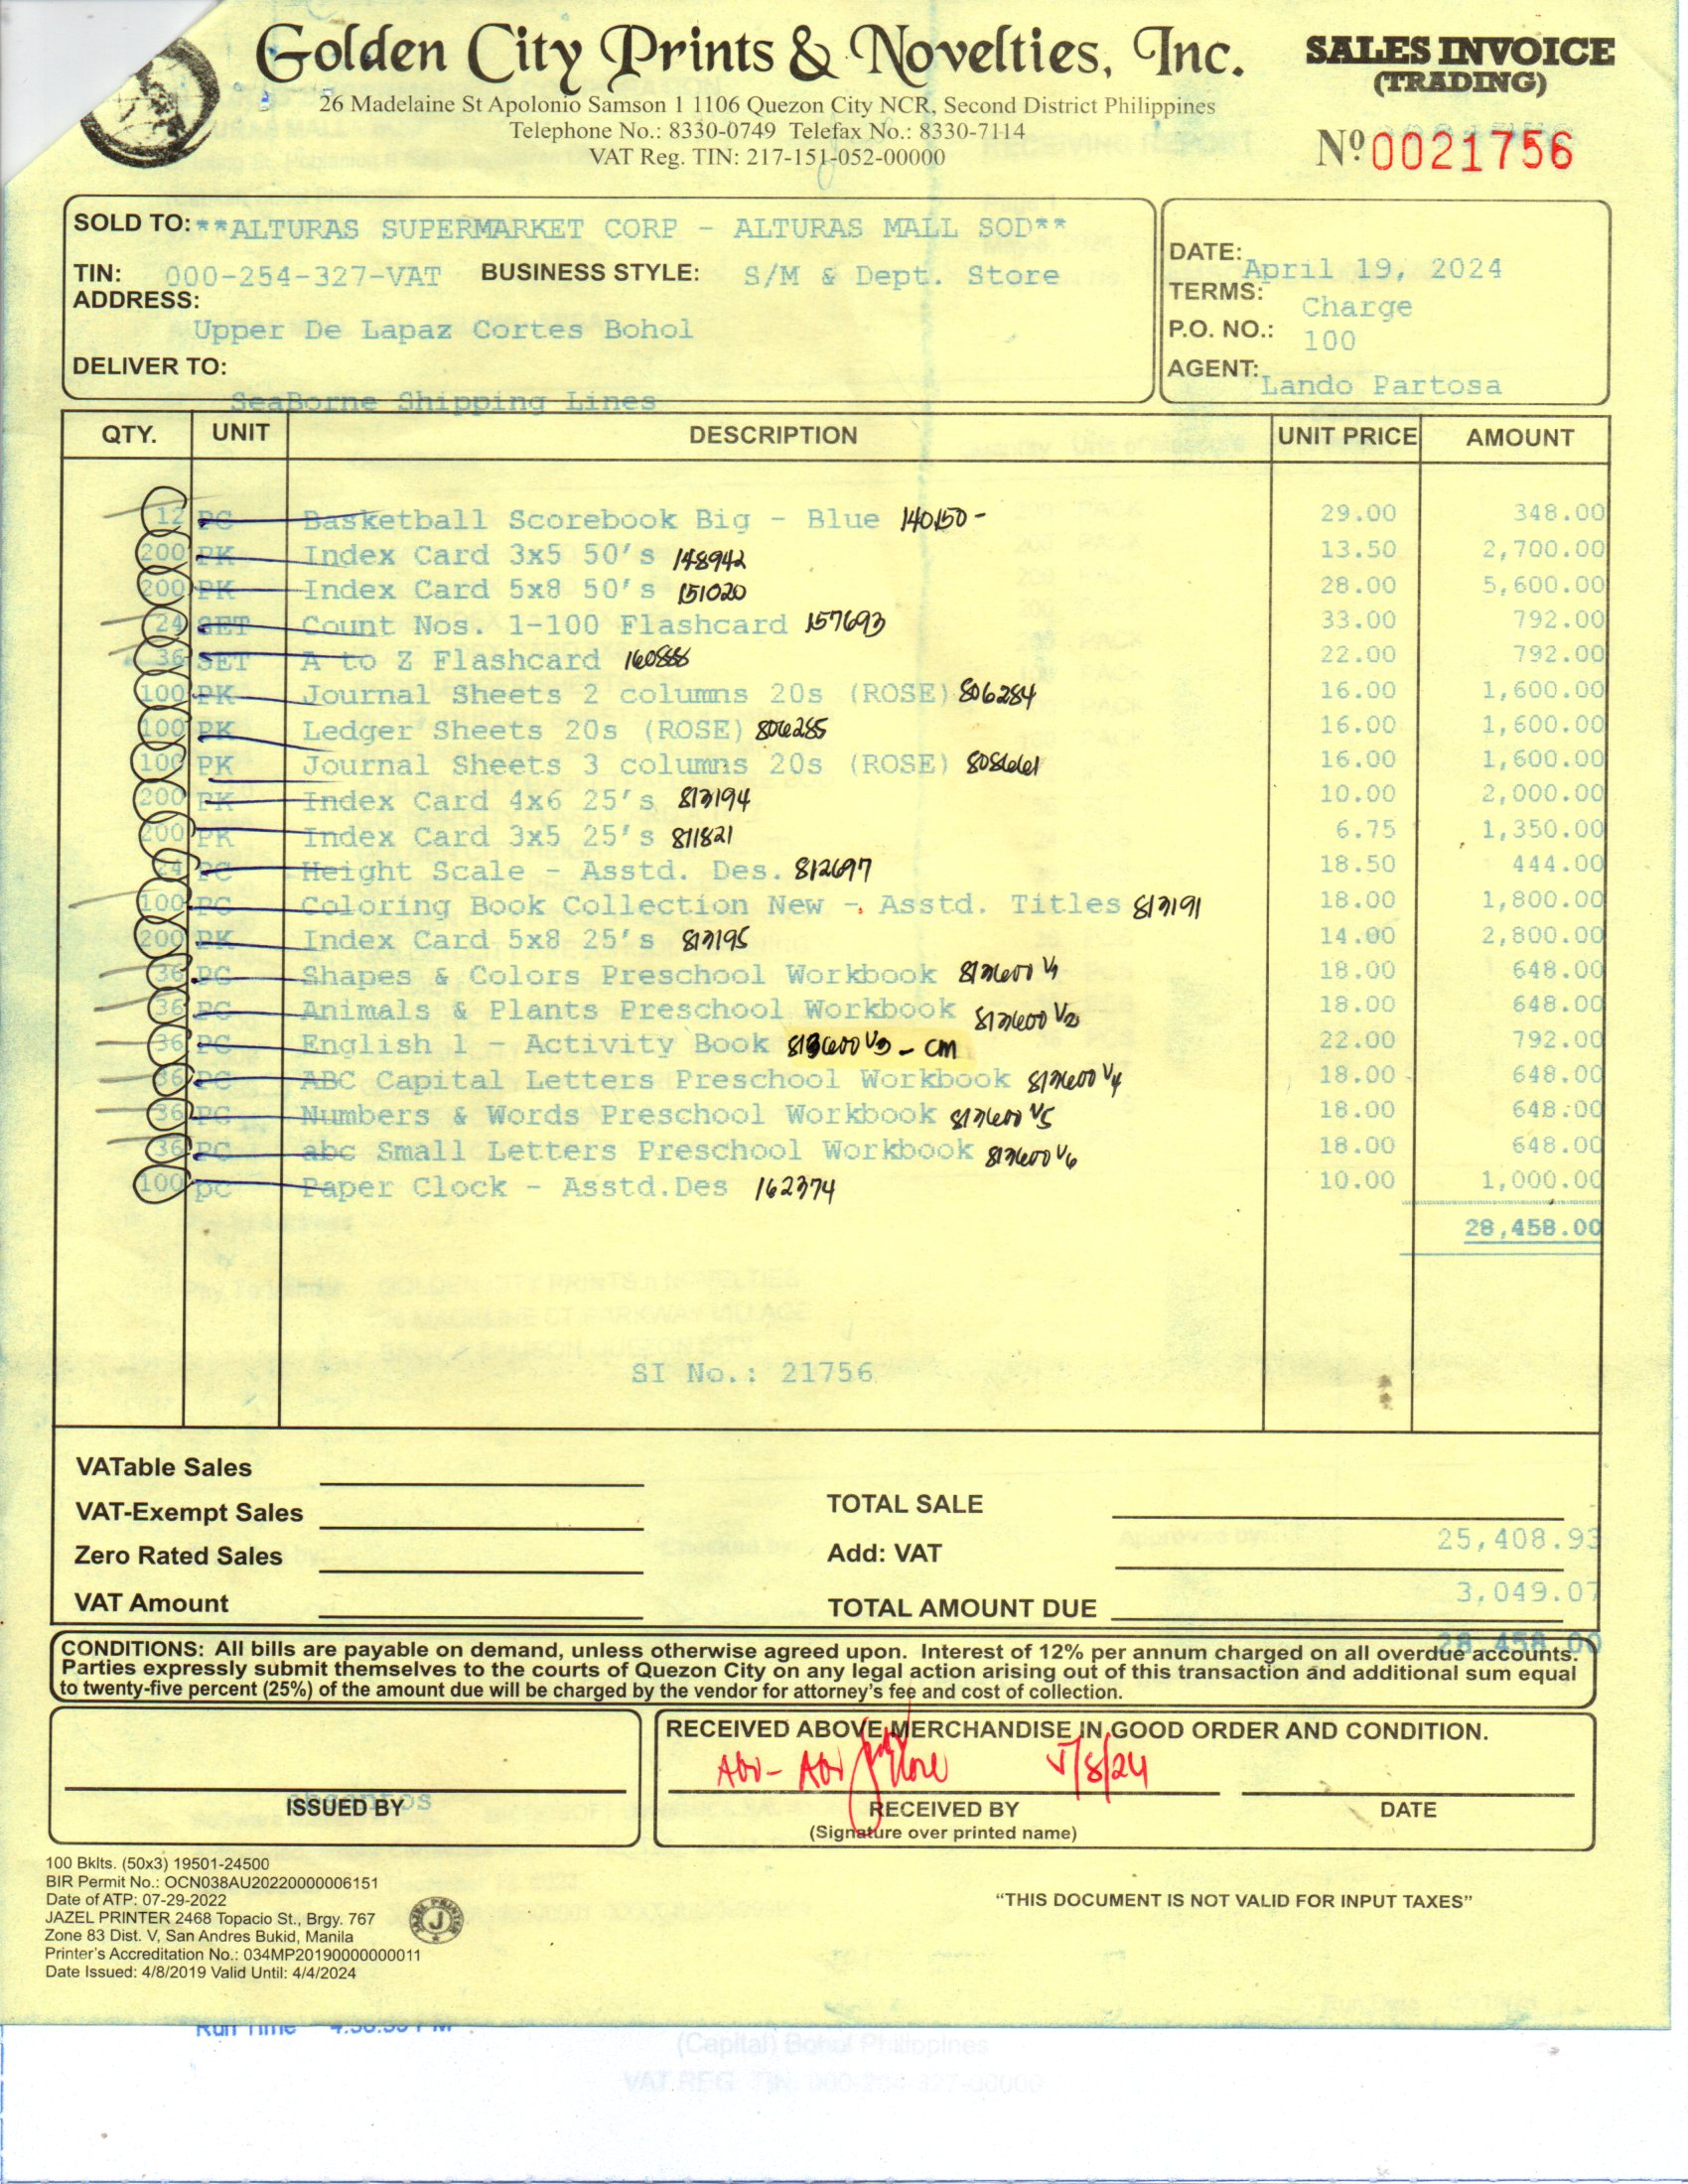 Golden City Prints & Novelties, Inc.
26 Madelaine St Apolonio Samson 1 1106 Quezon City NCR, Second District Philippines
Telephone No.: 8330-0749 Telefax No.: 8330-7114
VAT Reg. TIN: 217-151-052-00000
SALES INVOICE
(TRADING)
Nº 0021756
SOLD TO: **ALTURAS SUPERMARKET CORP - ALTURAS MALL SOD**
TIN: 000-254-327-VAT BUSINESS STYLE: S/M & Dept. Store
ADDRESS:
Upper De Lapaz Cortes Bohol
DELIVER TO:
SeaBorne Shipping Lines
DATE: April 19, 2024
TERMS: Charge
P.O. NO.: 100
AGENT: Lando Partosa
QTY. UNIT DESCRIPTION UNIT PRICE AMOUNT
12 PC Basketball Scorebook Big - Blue 140150 - 29.00 348.00
200 PK Index Card 3x5 50's 148942 13.50 2,700.00
200 PK Index Card 5x8 50's 151020 28.00 5,600.00
24 SET Count Nos. 1-100 Flashcard 157693 33.00 792.00
36 SET A to Z Flashcard 22.00 792.00
100 PK Journal Sheets 2 columns 20s (ROSE) 806284 16.00 1,600.00
100 PK Ledger Sheets 20s (ROSE) 806285 16.00 1,600.00
100 PK Journal Sheets 3 columns 20s (ROSE) 16.00 1,600.00
200 PK Index Card 4x6 25's 813194 10.00 2,000.00
200 PK Index Card 3x5 25's 811821 6.75 1,350.00
24 PC Height Scale - Asstd. Des. 812697 18.50 444.00
100 PC Coloring Book Collection New - Asstd. Titles 813191 18.00 1,800.00
200 PK Index Card 5x8 25's 813195 14.00 2,800.00
36 PC Shapes & Colors Preschool Workbook 813600 V1 18.00 648.00
36 PC Animals & Plants Preschool Workbook 813600 V2 18.00 648.00
36 PC English 1 - Activity Book 813600 V3 - CM 22.00 792.00
36 PC ABC Capital Letters Preschool Workbook 813600 V4 18.00 648.00
36 PC Numbers & Words Preschool Workbook 813600 V5 18.00 648.00
36 PC abc Small Letters Preschool Workbook 813600 V6 18.00 648.00
100 pc Paper Clock - Asstd.Des 162374 10.00 1,000.00
28,458.00
SI No.: 21756
VATable Sales
VAT-Exempt Sales
Zero Rated Sales
VAT Amount
TOTAL SALE 25,408.93
Add: VAT 3,049.07
TOTAL AMOUNT DUE 28,458.00
CONDITIONS: All bills are payable on demand, unless otherwise agreed upon. Interest of 12% per annum charged on all overdue accounts.
Parties expressly submit themselves to the courts of Quezon City on any legal action arising out of this transaction and additional sum equal
to twenty-five percent (25%) of the amount due will be charged by the vendor for attorney's fee and cost of collection.
ISSUED BY
RECEIVED ABOVE MERCHANDISE IN GOOD ORDER AND CONDITION.
5/8/24
RECEIVED BY
(Signature over printed name)
DATE
100 Bklts. (50x3) 19501-24500
BIR Permit No.: OCN038AU20220000006151
Date of ATP: 07-29-2022
JAZEL PRINTER 2468 Topacio St., Brgy. 767
Zone 83 Dist. V, San Andres Bukid, Manila
Printer's Accreditation No.: 034MP20190000000011
Date Issued: 4/8/2019 Valid Until: 4/4/2024
JAZEL PRINTER
J
"THIS DOCUMENT IS NOT VALID FOR INPUT TAXES"
(Capital) Bohol Philippines
VAT REG. TIN. 000-254-327-00000